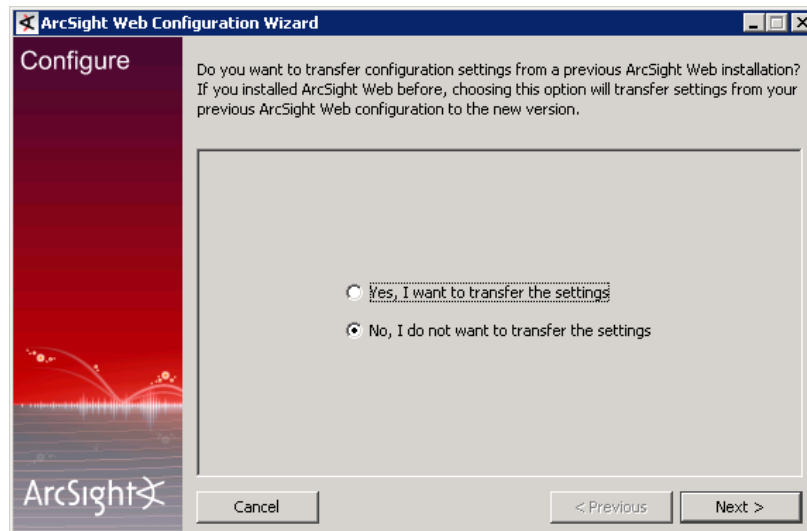 ArcSight Web Configuration Wizard
Configure
Do you want to transfer configuration settings from a previous ArcSight Web installation?
If you installed ArcSight Web before, choosing this option will transfer settings from your
previous ArcSight Web configuration to the new version.
Yes, I want to transfer the settings
No, I do not want to transfer the settings
ArcSight
Cancel
< Previous
Next >